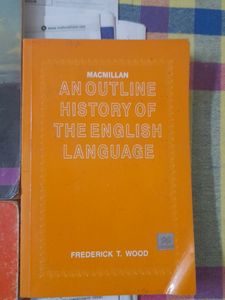 MACMILLAN
AN OUTLINE
HISTORY OF
THE ENGLISH
LANGUAGE
FREDERICK T. WOOD